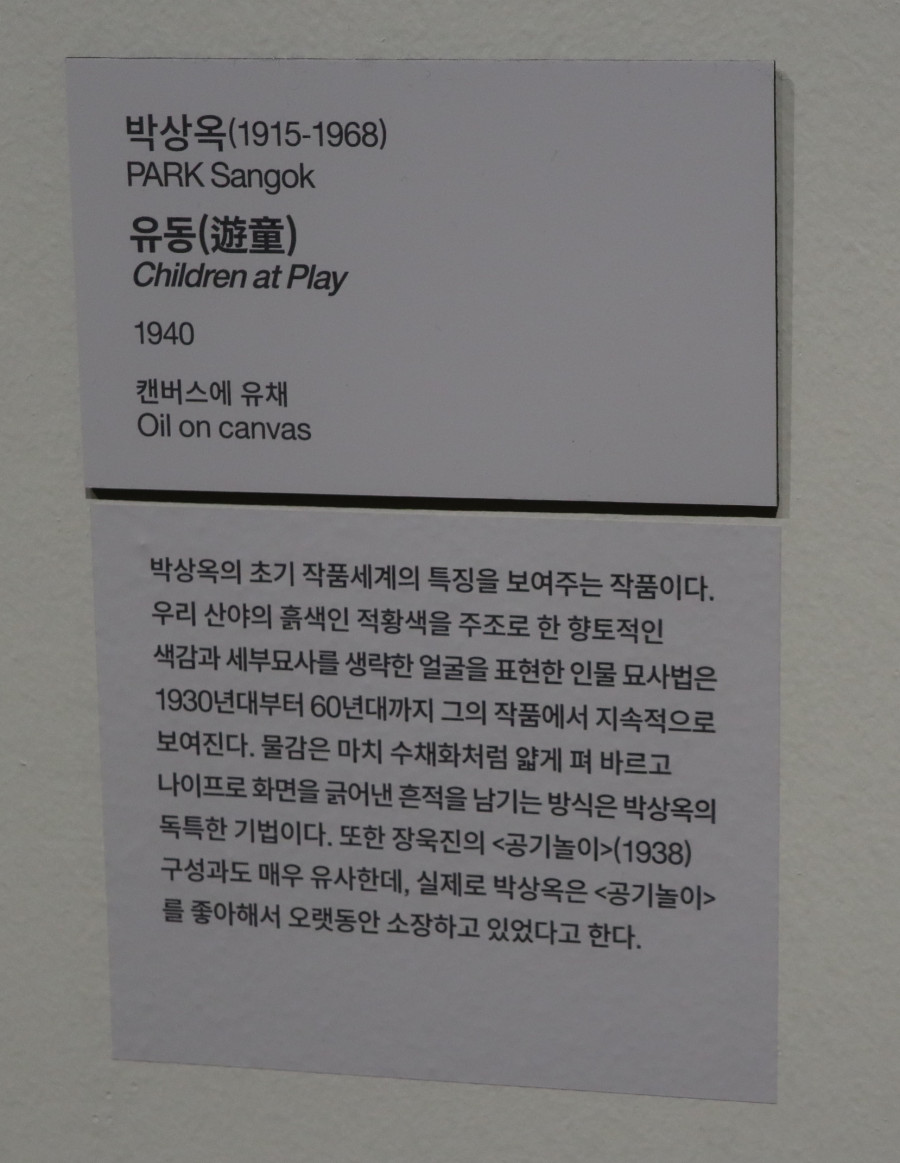 박상옥(1915-1968)
PARK Sangok
유동(遊童)
Children at Play
1940
캔버스에 유채
Oil on canvas
박상옥의 초기 작품세계의 특징을 보여주는 작품이다.
우리 산야의 흙색인 적황색을 주조로 한 향토적인
색감과 세부묘사를 생략한 얼굴을 표현한 인물 묘사법은
1930년대부터 60년대까지 그의 작품에서 지속적으로
보여진다. 물감은 마치 수채화처럼 얇게 펴 바르고
나이프로 화면을 긁어낸 흔적을 남기는 방식은 박상옥의
독특한 기법이다. 또한 장욱진의 <공기놀이>(1938)
구성과도 매우 유사한데, 실제로 박상옥은 <공기놀이>
를 좋아해서 오랫동안 소장하고 있었다고 한다.